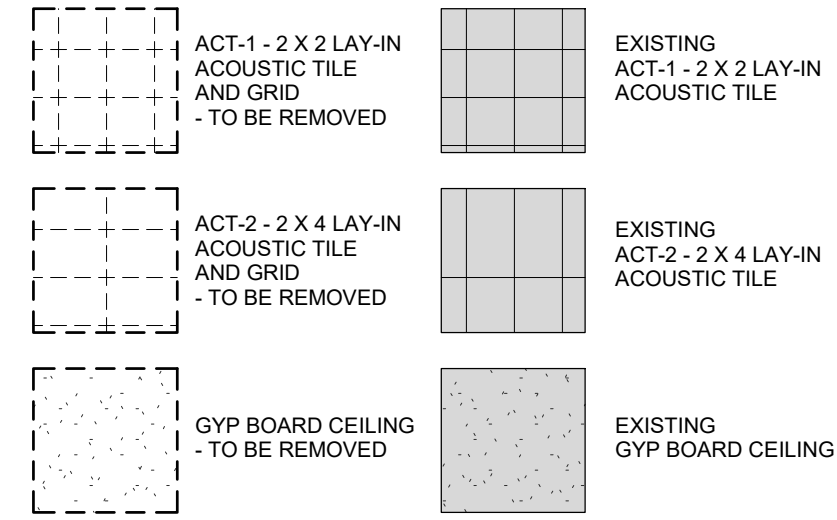 ACT-1 - 2 X 2 LAY-IN
ACOUSTIC TILE
AND GRID
- TO BE REMOVED
EXISTING
ACT-1 - 2 X 2 LAY-IN
ACOUSTIC TILE
ACT-2 - 2 X 4 LAY-IN
ACOUSTIC TILE
AND GRID
- TO BE REMOVED
EXISTING
ACT-2 - 2 X 4 LAY-IN
ACOUSTIC TILE
GYP BOARD CEILING
- TO BE REMOVED
EXISTING
GYP BOARD CEILING